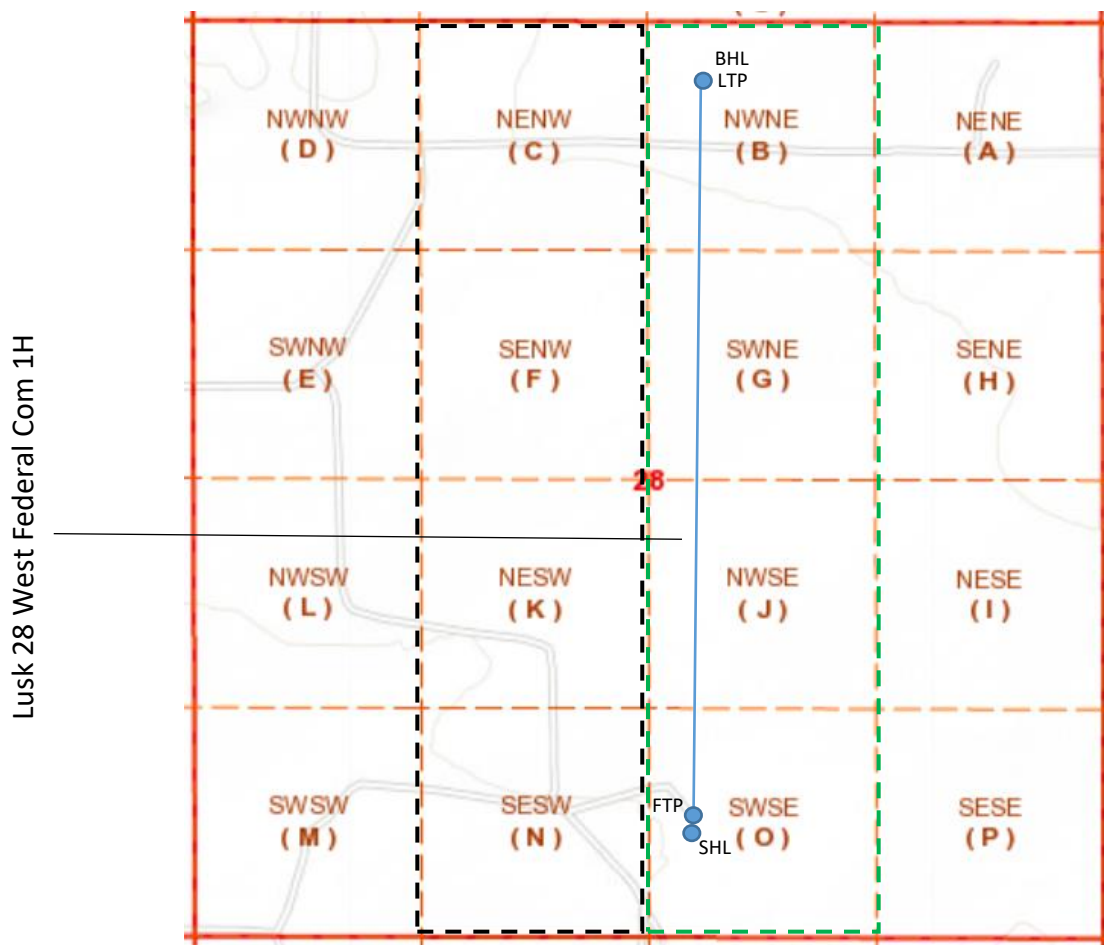 Lusk 28 West Federal Com 1H
BHL
LTP
NWNW
(D)
NENW
(C)
NWNE
(B)
NENE
(A)
SWNW
(E)
SENW
(F)
SWNE
(G)
SENE
(H)
28
NWSW
(L)
NESW
(K)
NWSE
(J)
NESE
(I)
FTP
SWSW
(M)
SESW
(N)
SWSE
(O)
SESE
(P)
SHL